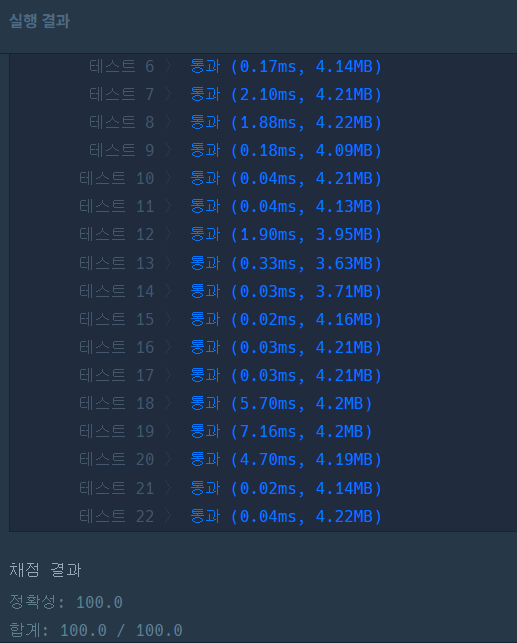 실행 결과
테스트 6 〉 통과 (0.17ms, 4.14MB)
테스트 7 〉 통과 (2.10ms, 4.21MB)
테스트 8 〉 통과 (1.88ms, 4.22MB)
테스트 9 〉 통과 (0.18ms, 4.09MB)
테스트 10 〉 통과 (0.04ms, 4.21MB)
테스트 11 〉 통과 (0.04ms, 4.13MB)
테스트 12 〉 통과 (1.90ms, 3.95MB)
테스트 13 〉 통과 (0.33ms, 3.63MB)
테스트 14 〉 통과 (0.03ms, 3.71MB)
테스트 15 〉 통과 (0.02ms, 4.16MB)
테스트 16 〉 통과 (0.03ms, 4.21MB)
테스트 17 〉 통과 (0.03ms, 4.21MB)
테스트 18 〉 통과 (5.70ms, 4.2MB)
테스트 19 〉 통과 (7.16ms, 4.2MB)
테스트 20 〉 통과 (4.70ms, 4.19MB)
테스트 21 〉 통과 (0.02ms, 4.14MB)
테스트 22 〉 통과 (0.04ms, 4.22MB)
채점 결과
정확성: 100.0
합계: 100.0 / 100.0